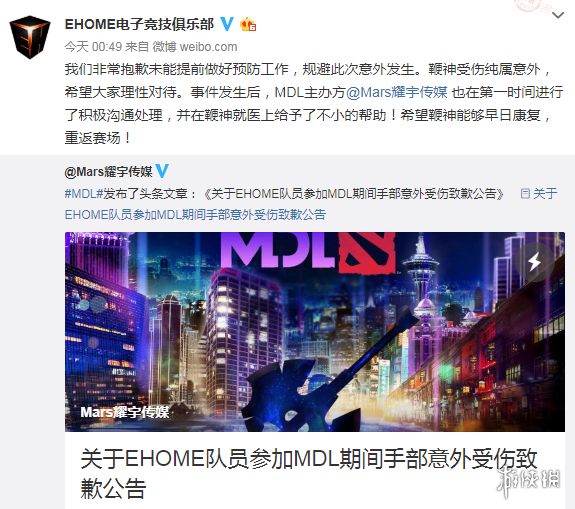 EHOME电子竞技俱乐部
今天 00:49 来自 微博 weibo.com
我们非常抱歉未能提前做好预防工作，规避此次意外发生。鞭神受伤纯属意外，
希望大家理性对待。事件发生后，MDL主办方@Mars耀宇传媒 也在第一时间进行
了积极沟通处理，并在鞭神就医上给予了不小的帮助！希望鞭神能够早日康复，
重返赛场！
@Mars耀宇传媒
#MDL#发布了头条文章：《关于EHOME队员参加MDL期间手部意外受伤致歉公告》 关于
EHOME队员参加MDL期间手部意外受伤致歉公告
MDL
Mars耀宇传媒
关于EHOME队员参加MDL期间手部意外受伤致
歉公告
游侠网